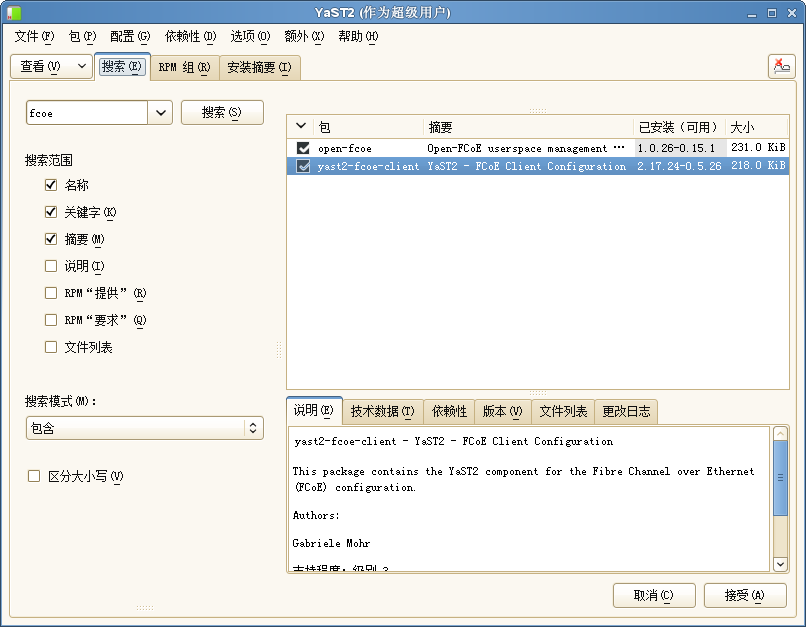 YaST2 (作为超级用户)
文件(F) 包(P) 配置(G) 依赖性(D) 选项(O) 额外(X) 帮助(H)
查看(V) 搜索(E) RPM 组(R) 安装摘要(I)
fcoe 搜索(S)
搜索范围
名称
关键字(K)
摘要(M)
说明(I)
RPM“提供”(R)
RPM“要求”(Q)
文件列表
搜索模式(M):
包含
区分大小写(V)
包 摘要 已安装(可用) 大小
open-fcoe Open-FCoE userspace management ··· 1.0.26-0.15.1 231.0 KiB
yast2-fcoe-client YaST2 - FCoE Client Configuration 2.17.24-0.5.26 218.0 KiB
说明(E) 技术数据(T) 依赖性 版本(V) 文件列表 更改日志
yast2-fcoe-client - YaST2 - FCoE Client Configuration
This package contains the YaST2 component for the Fibre Channel over Ethernet
(FCoE) configuration.
Authors:
Gabriele Mohr
支持程度: 级别 3
取消(C) 接受(A)